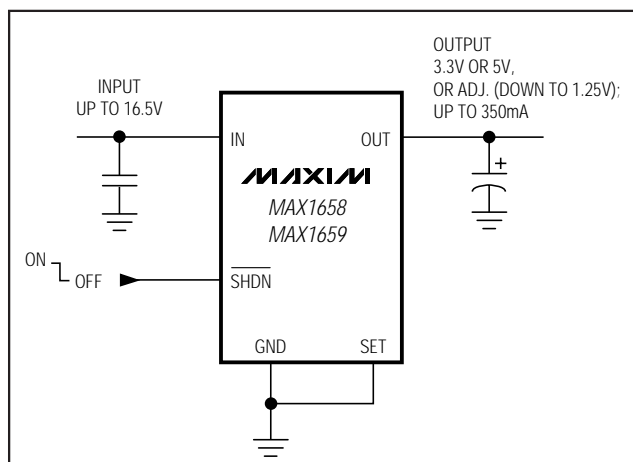 INPUT
UP TO 16.5V
OUTPUT
3.3V OR 5V,
OR ADJ. (DOWN TO 1.25V);
UP TO 350mA
IN
OUT
MAXIM
MAX1658
MAX1659
ON
OFF
SHDN
GND
SET
+